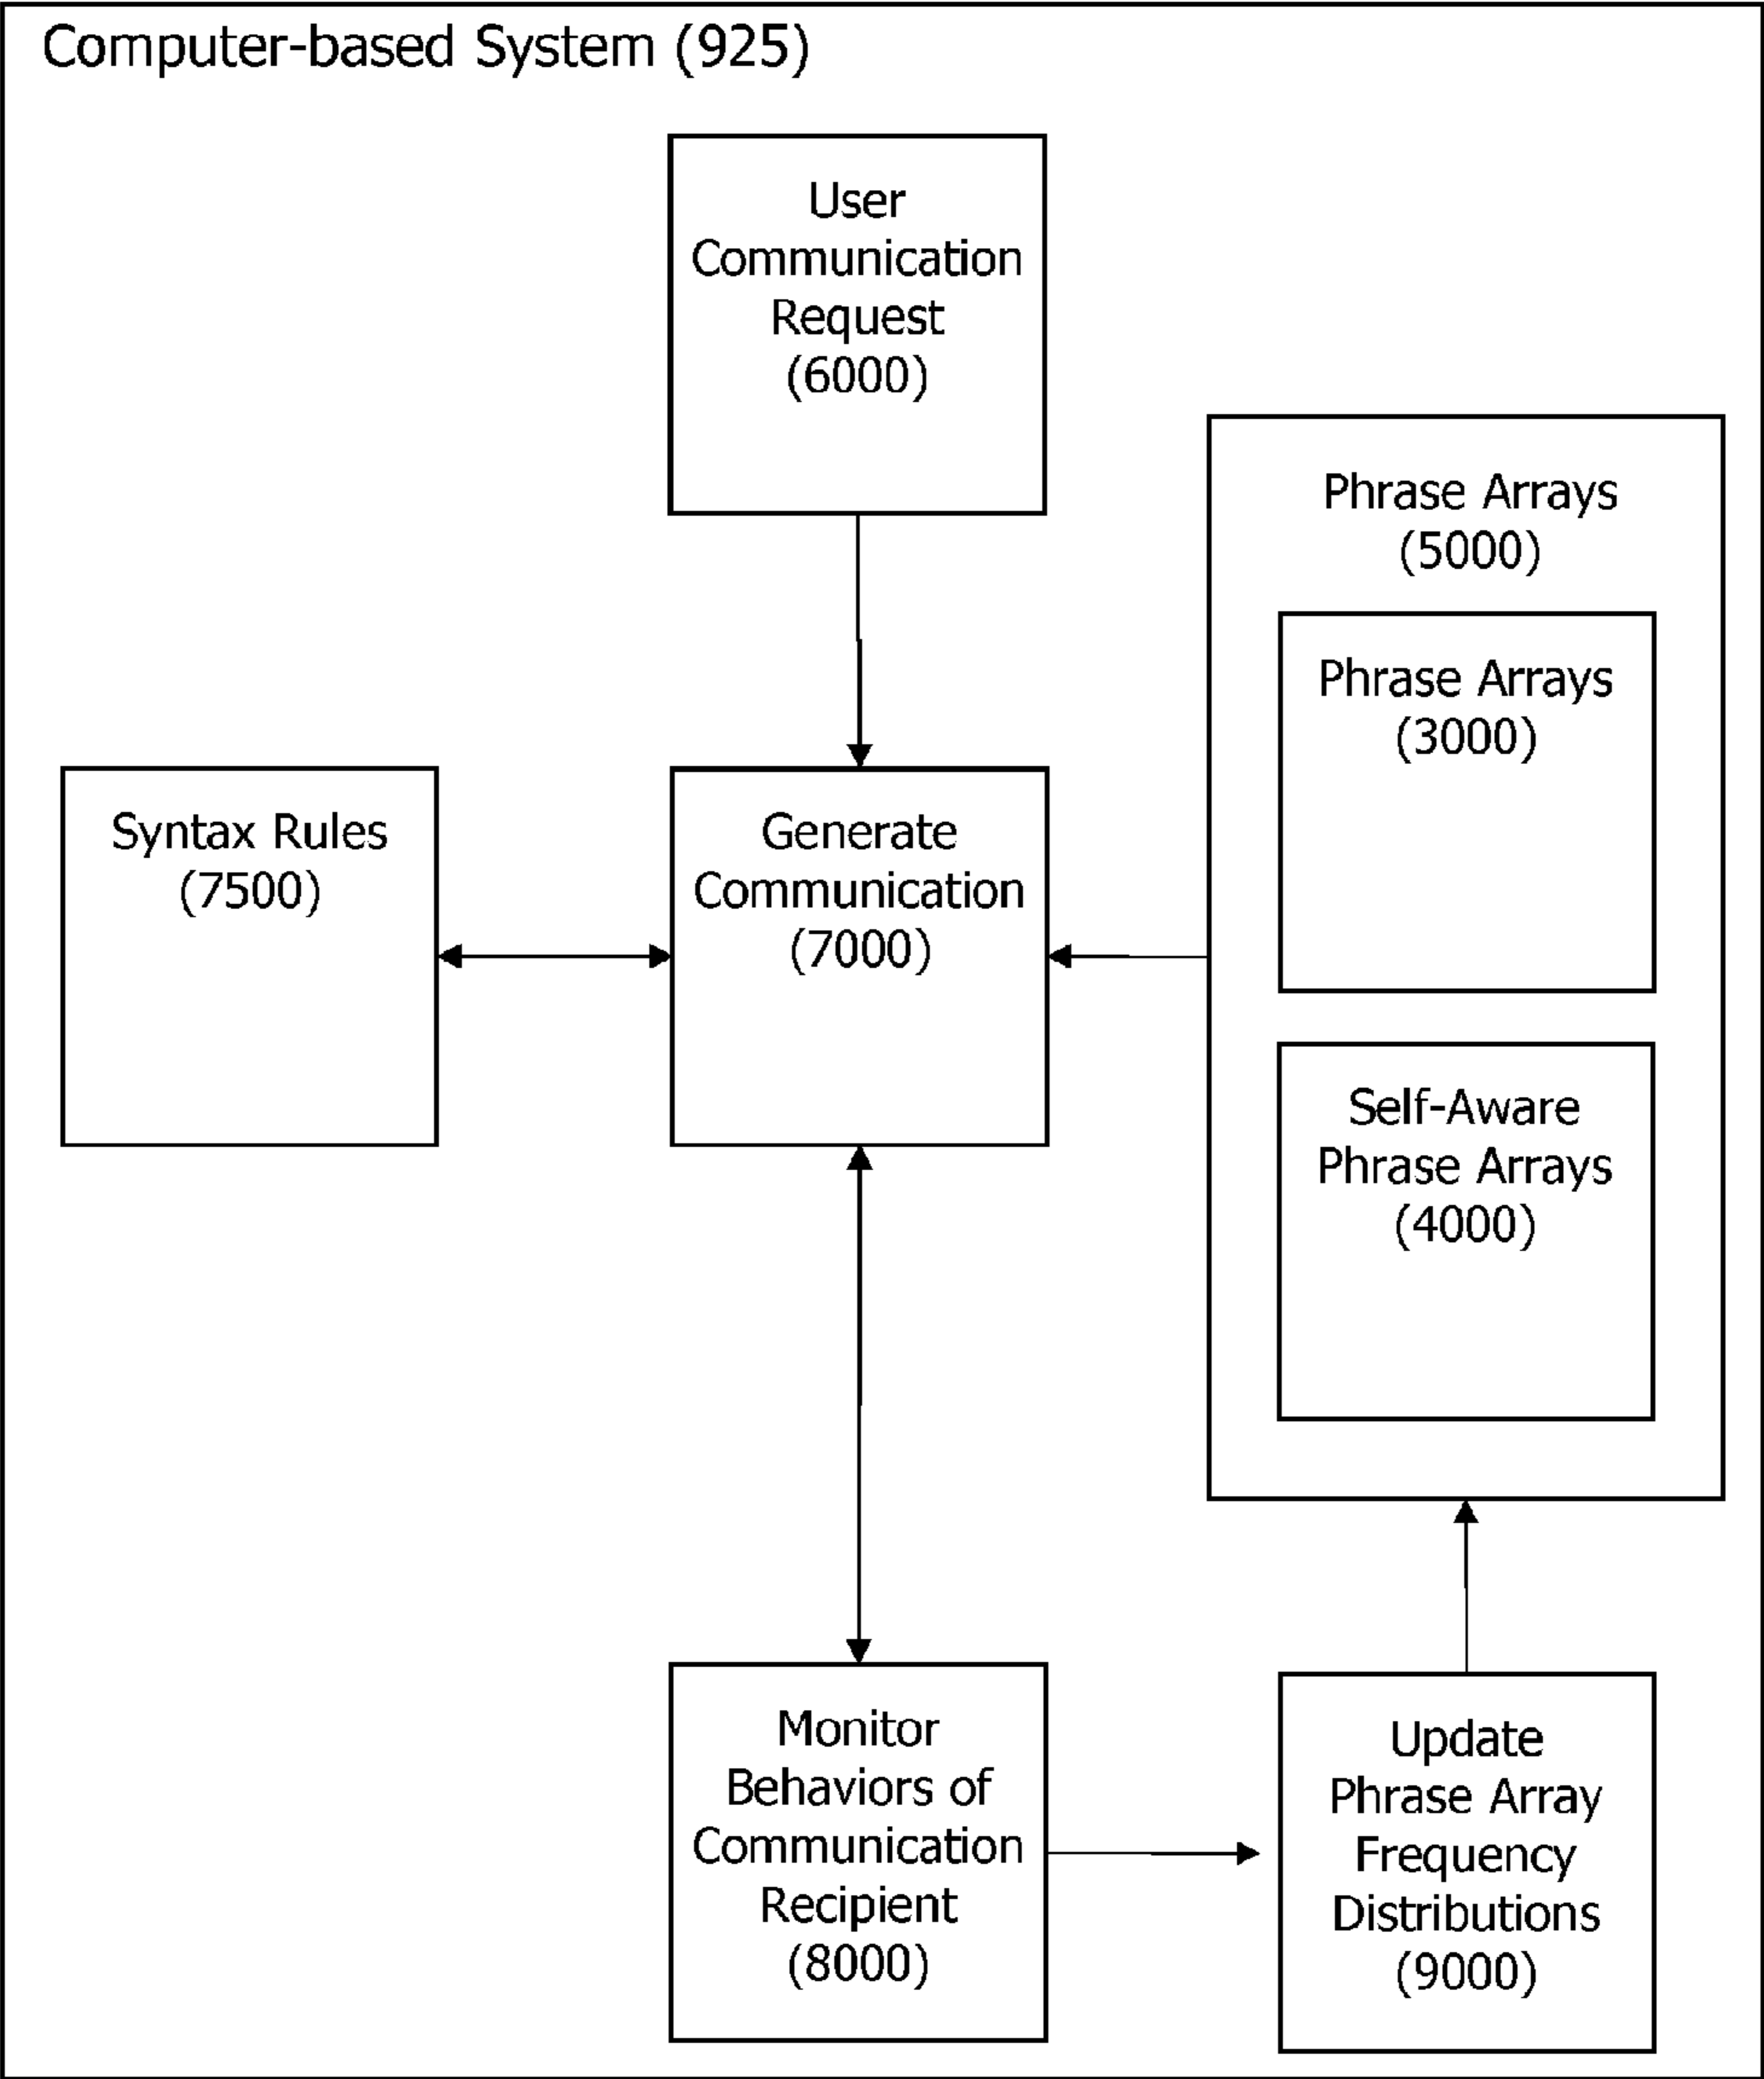 Computer-based System (925)
User
Communication
Request
(6000)
Phrase Arrays
(5000)
Phrase Arrays
(3000)
Syntax Rules
(7500)
Generate
Communication
(7000)
Self-Aware
Phrase Arrays
(4000)
Monitor
Behaviors of
Communication
Recipient
(8000)
Update
Phrase Array
Frequency
Distributions
(9000)